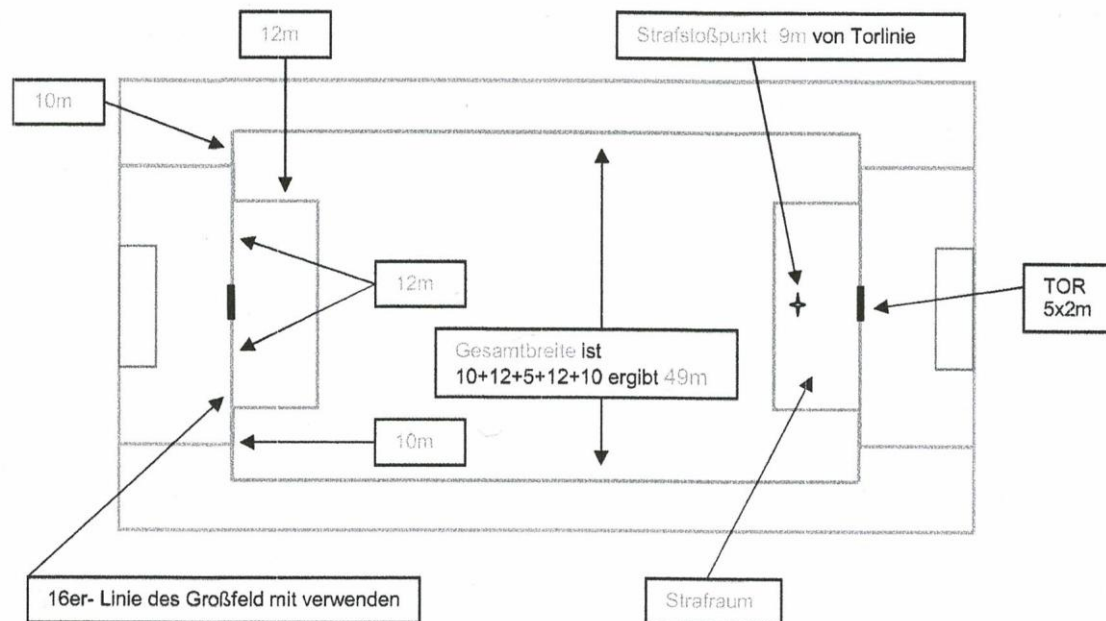 12m
Strafstoßpunkt 9m von Torlinie
10m
12m
TOR
5x2m
Gesamtbreite ist
10+12+5+12+10 ergibt 49m
10m
16er- Linie des Großfeld mit verwenden
Strafraum